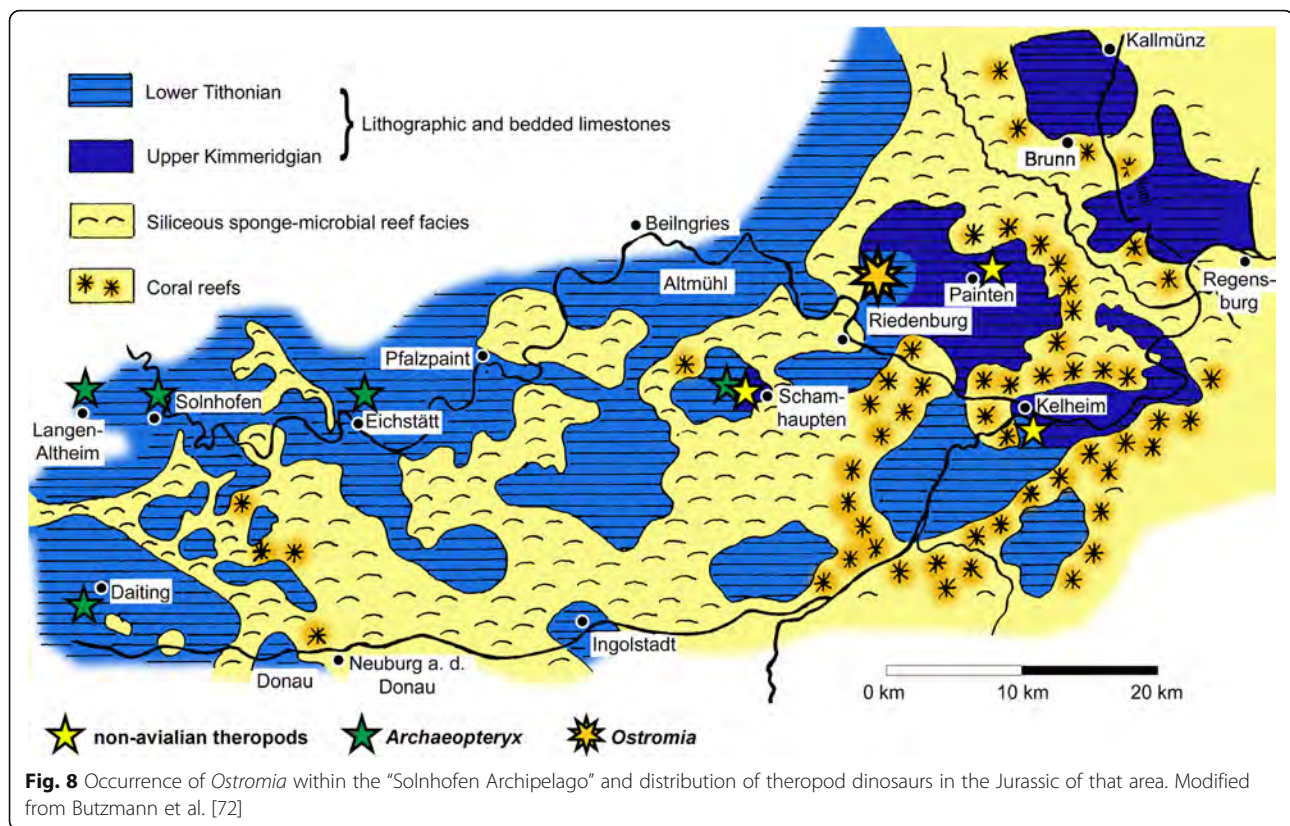 Lower Tithonian
Upper Kimmeridgian
Lithographic and bedded limestones
Siliceous sponge-microbial reef facies
Coral reefs
Kallmünz
Brunn
Beilngries
Altmühl
Regens-
burg
Painten
Riedenburg
Pfalzpaint
Solnhofen
Langen-
Altheim
Eichstätt
Scham-
haupten
Kelheim
Daiting
Ingolstadt
Donau
Neuburg a. d.
Donau
0 km
10 km
20 km
non-avialian theropods
Archaeopteryx
Ostromia
Fig. 8 Occurrence of Ostromia within the “Solnhofen Archipelago” and distribution of theropod dinosaurs in the Jurassic of that area. Modified
from Butzmann et al. [72]